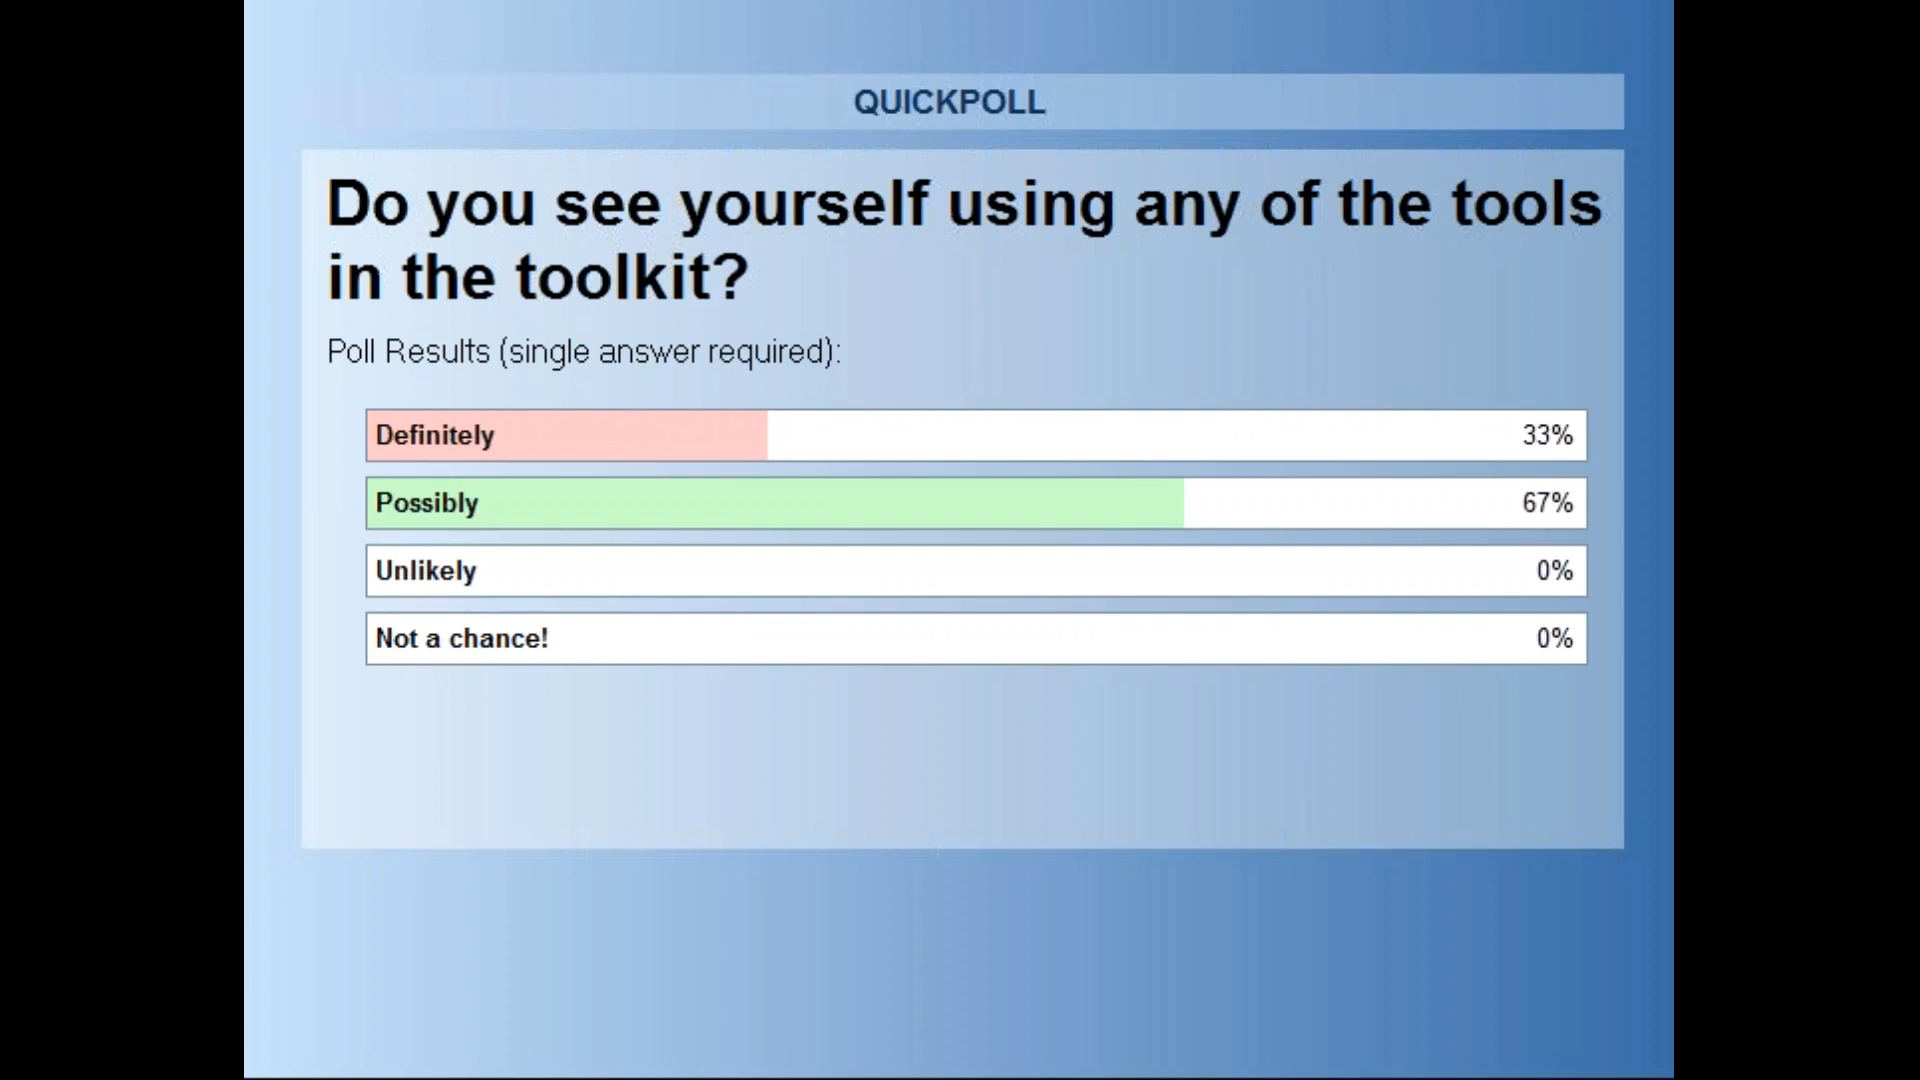 QUICKPOLL
Do you see yourself using any of the tools
in the toolkit?
Poll Results (single answer required):
Definitely 33%
Possibly 67%
Unlikely 0%
Not a chance! 0%